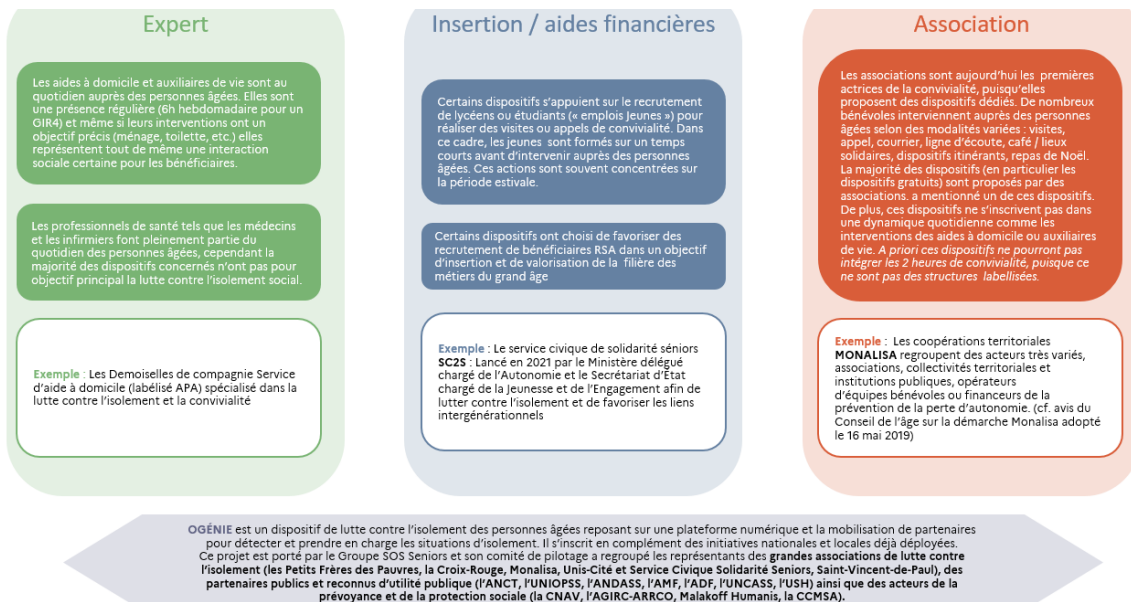 Expert
Les aides à domicile et auxiliaires de vie sont au
quotidien auprès des personnes âgées. Elles sont
une présence régulière (6h hebdomadaire pour un
GIR4) et même si leurs interventions ont un
objectif précis (ménage, toilette, etc.) elles
représentent tout de même une interaction
sociale certaine pour les bénéficiaires.
Les professionnels de santé tels que les médecins
et les infirmiers font pleinement partie du
quotidien des personnes âgées, cependant la
majorité des dispositifs concernés n'ont pas pour
objectif principal la lutte contre l'isolement social.
Exemple : Les Demoiselles de compagnie Service
d'aide à domicile (labélisé APA) spécialisé dans la
lutte contre l'isolement et la convivialité
Insertion / aides financières
Certains dispositifs s'appuient sur le recrutement
de lycéens ou étudiants (« emplois Jeunes ») pour
réaliser des visites ou appels de convivialité. Dans
ce cadre, les jeunes sont formés sur un temps
courts avant d'intervenir auprès des personnes
âgées. Ces actions sont souvent concentrées sur
la période estivale.
Certains dispositifs ont choisi de favoriser des
recrutement de bénéficiaires RSA dans un objectif
d'insertion et de valorisation de la filière des
métiers du grand âge
Exemple : Le service civique de solidarité séniors
SC2S : Lancé en 2021 par le Ministère délégué
chargé de l'Autonomie et le Secrétariat d'Etat
chargé de la Jeunesse et de l'Engagement afin de
lutter contre l'isolement et de favoriser les liens
intergénérationnels
Association
Les associations sont aujourd'hui les premières
actrices de la convivialité, puisqu'elles
proposent des dispositifs dédiés. De nombreux
bénévoles interviennent auprès des personnes
âgées selon des modalités variées : visites,
appel, courrier, ligne d'écoute, café / lieux
solidaires, dispositifs itinérants, repas de Noël.
La majorité des dispositifs (en particulier les
dispositifs gratuits) sont proposés par des
associations. a mentionné un de ces dispositifs.
De plus, ces dispositifs ne s'inscrivent pas dans
une dynamique quotidienne comme les
interventions des aides à domicile ou auxiliaires
de vie. A priori ces dispositifs ne pourront pas
intégrer les 2 heures de convivialité, puisque ce
ne sont pas des structures labellisées.
Exemple : Les coopérations territoriales
MONALISA regroupent des acteurs très variés,
associations, collectivités territoriales et
institutions publiques, opérateurs
d'équipes bénévoles ou financeurs de la
prévention de la perte d'autonomie. (cf. avis du
Conseil de l'âge sur la démarche Monalisa adopté
le 16 mai 2019)
OGÉNIE est un dispositif de lutte contre l'isolement des personnes âgées reposant sur une plateforme numérique et la mobilisation de partenaires
pour détecter et prendre en charge les situations d'isolement. Il s'inscrit en complément des initiatives nationales et locales déjà déployées.
Ce projet est porté par le Groupe SOS Seniors et son comité de pilotage a regroupé les représentants des grandes associations de lutte contre
l'isolement (les Petits Frères des Pauvres, la Croix-Rouge, Monalisa, Unis-Cité et Service Civique Solidarité Seniors, Saint-Vincent-de-Paul), des
partenaires publics et reconnus d'utilité publique (l'ANCT, l'UNIOPSS, l'ANDASS, l'AMF, l'ADF, l'UNCASS, l'USH) ainsi que des acteurs de la
prévoyance et de la protection sociale (la CNAV, l'AGIRC-ARRCO, Malakoff Humanis, la CCMSA).